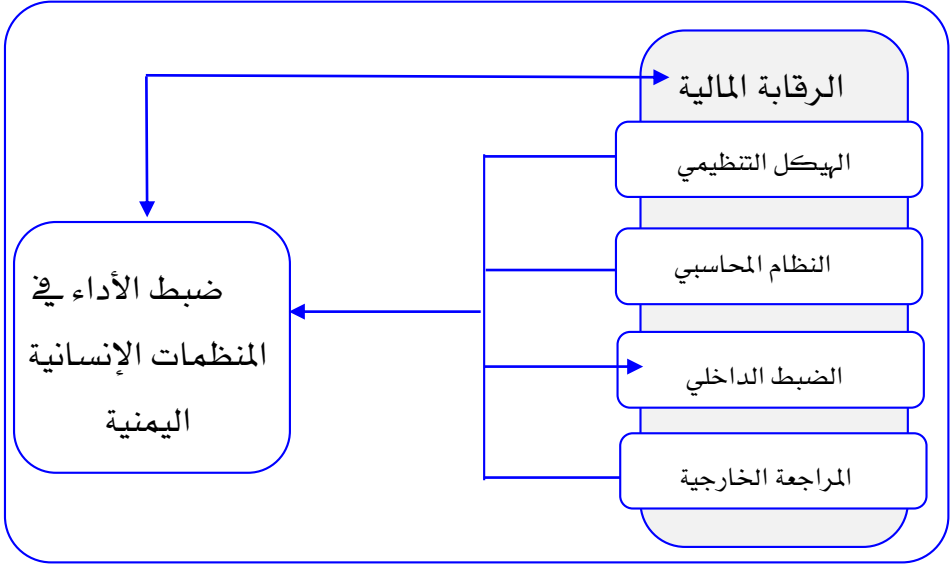 الرقابة المالية
الهيكل التنظيمي
النظام المحاسبي
الضبط الداخلي
المراجعة الخارجية
ضبط الأداء في
المنظمات الإنسانية
اليمنية